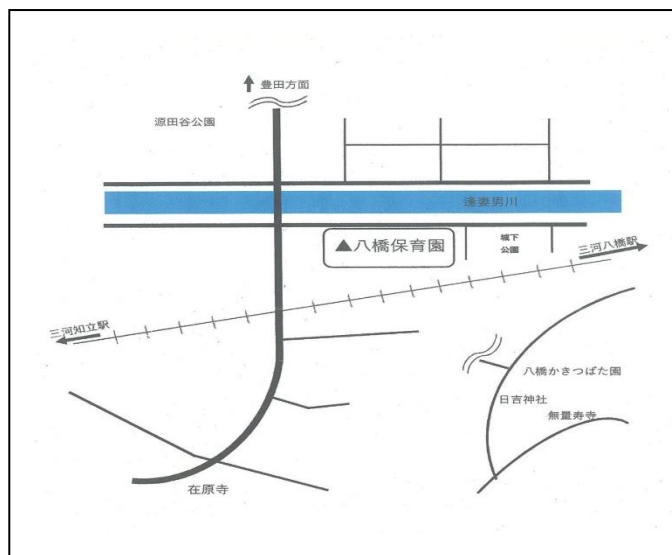 豊田方面
源田谷公園
逢妻男川
▲八橋保育園
城下
公園
三河八橋駅
三河知立駅
八橋かきつばた園
日吉神社
無量寿寺
在原寺